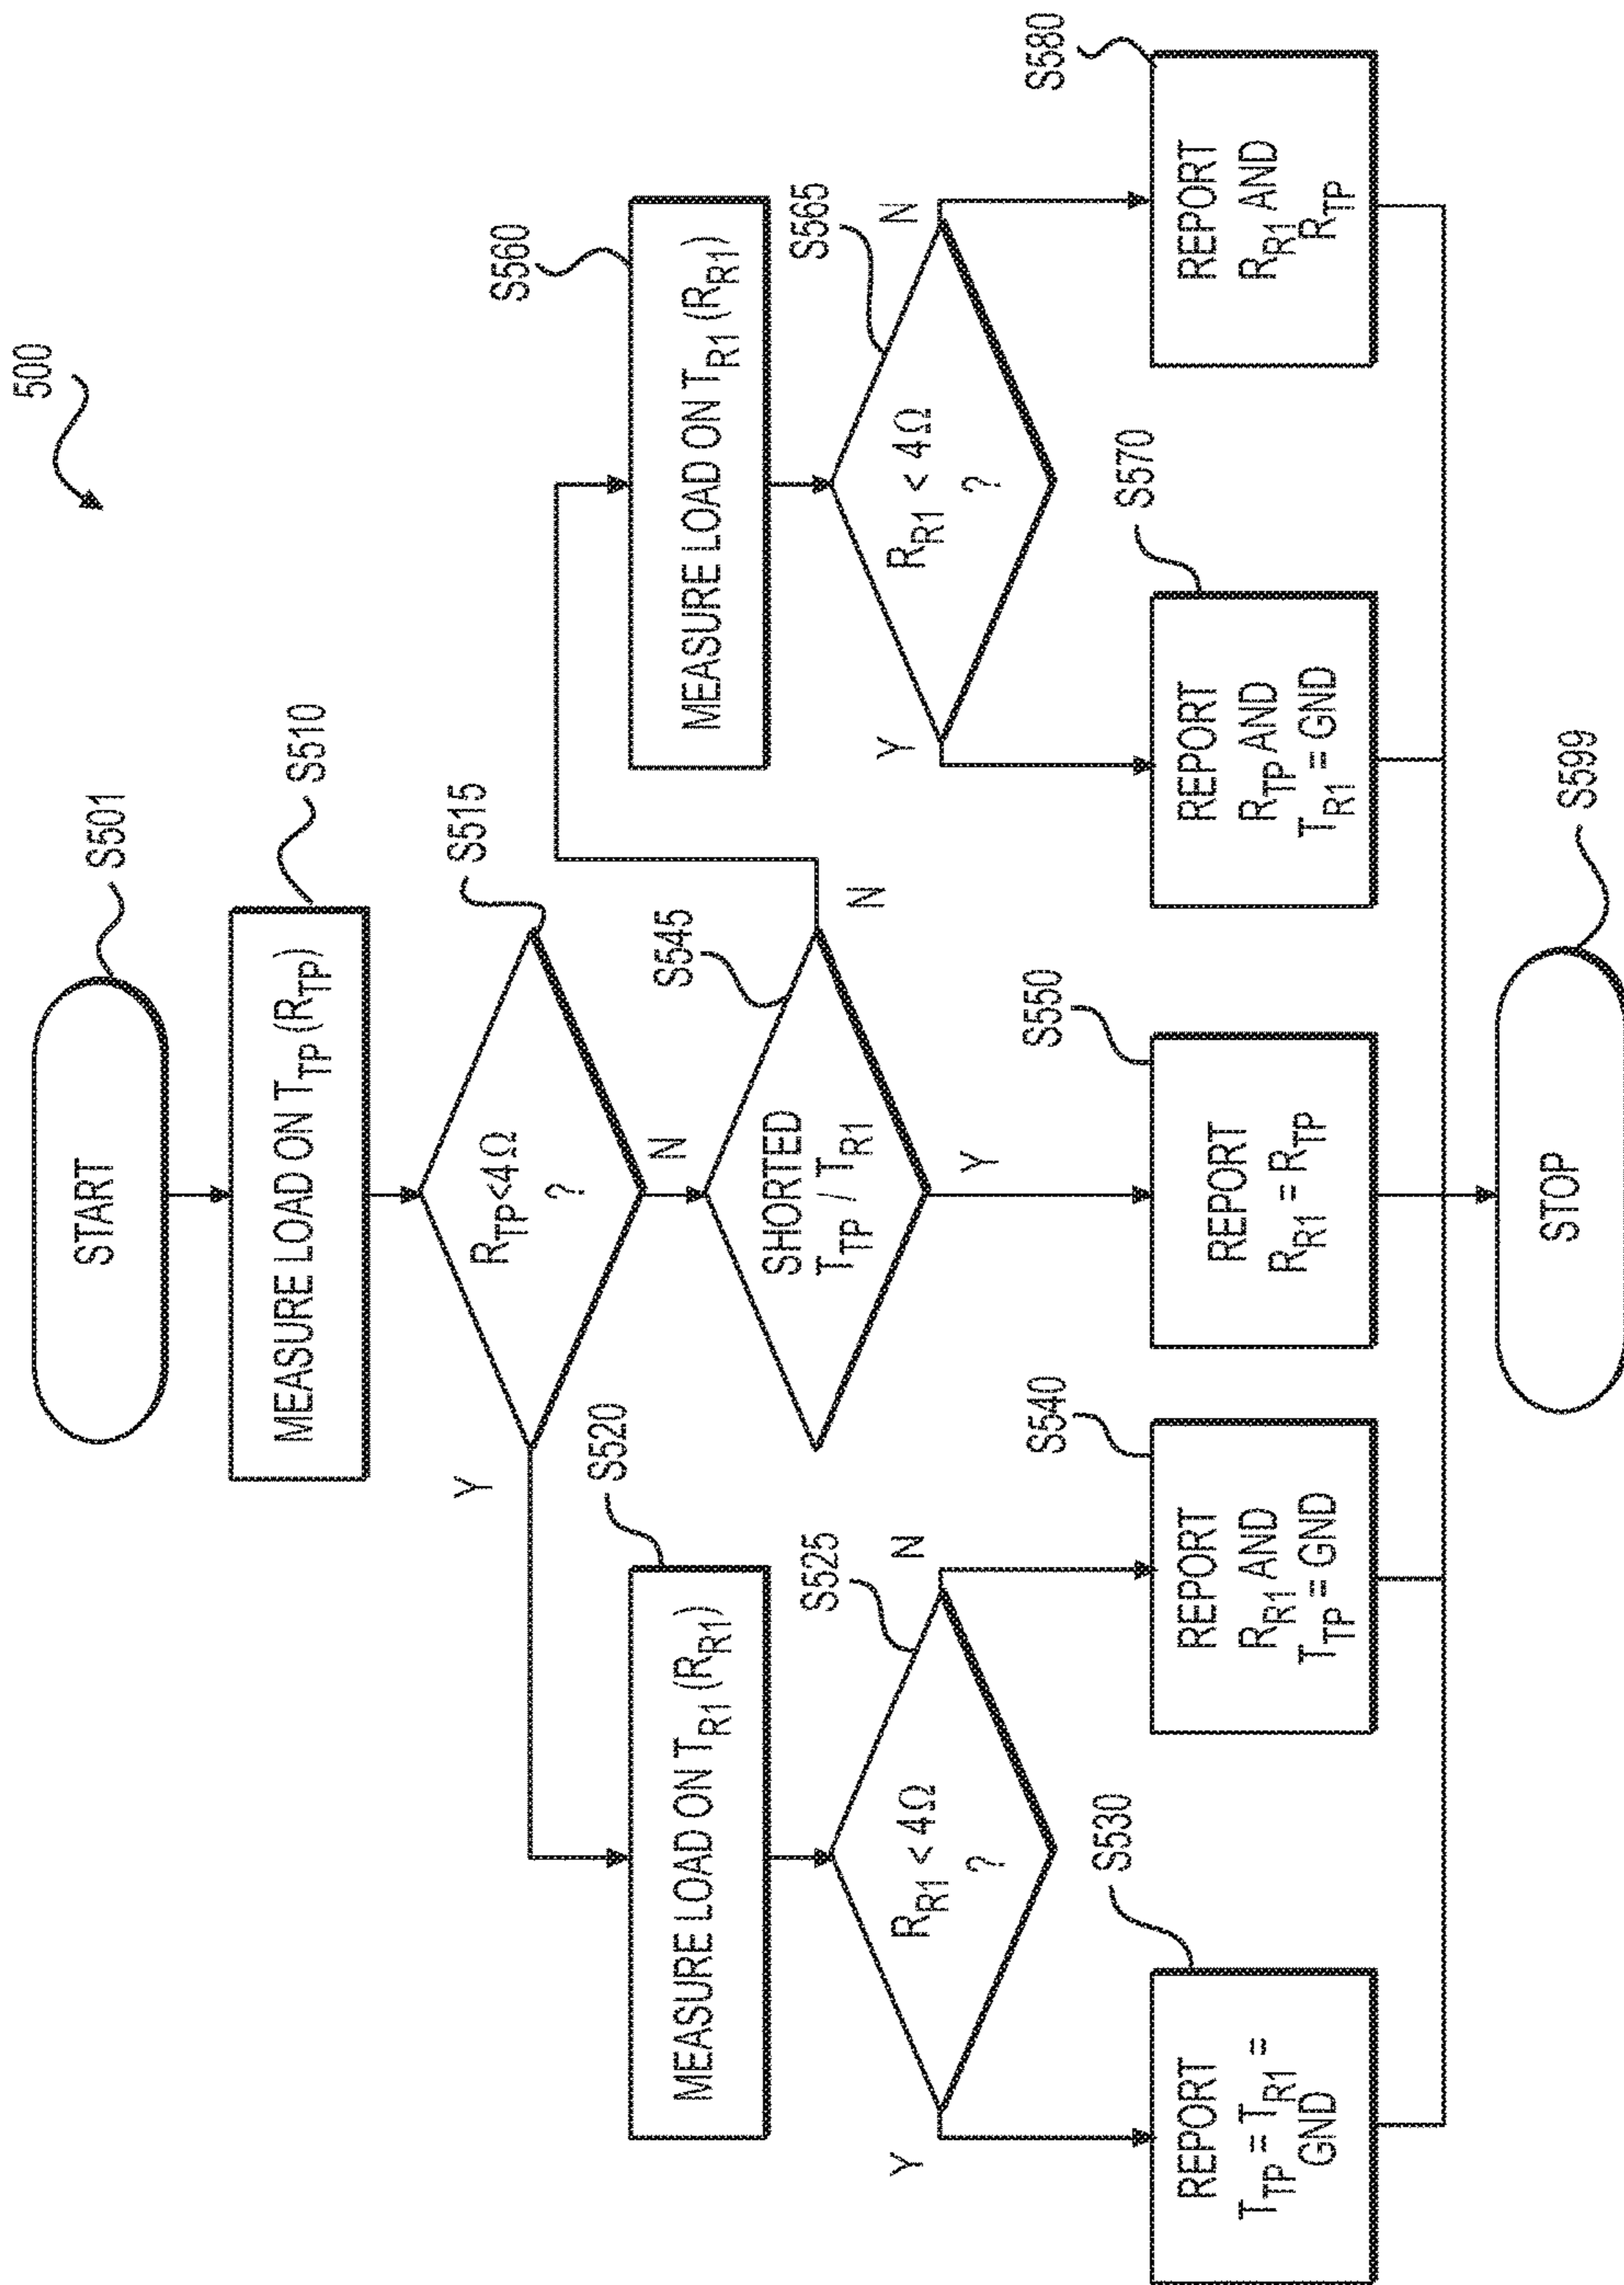 500
START
S501
MEASURE LOAD ON T_TP (R_TP)
S510
R_TP<4Ω
?
S515
Y
N
MEASURE LOAD ON T_R1 (R_R1)
S520
SHORTED
T_TP / T_R1
S545
N
Y
MEASURE LOAD ON T_R1 (R_R1)
S560
R_R1 < 4Ω
?
S525
Y
N
R_R1 < 4Ω
?
S565
Y
N
REPORT
T_TP = T_R1 =
GND
S530
REPORT
R_R1 AND
T_TP = GND
S540
REPORT
R_R1 = R_TP
S550
REPORT
R_TP AND
T_R1 = GND
S570
REPORT
R_R1 AND
R_TP
S580
STOP
S599